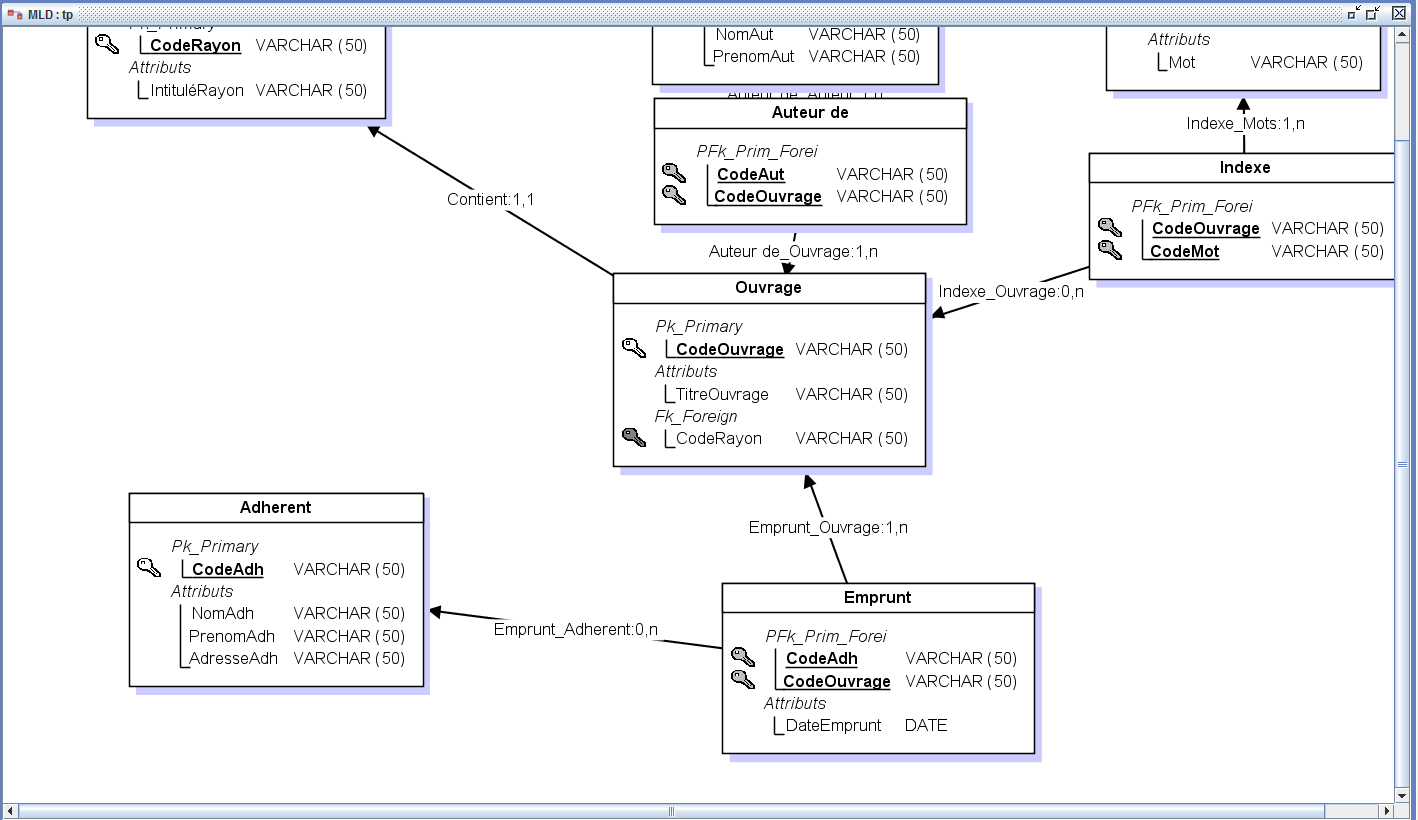 MLD : tp
Pk_Primary
CodeRayon VARCHAR (50)
Attributs
IntituléRayon VARCHAR (50)
NomAut VARCHAR (50)
PrenomAut VARCHAR (50)
Attributs
Mot VARCHAR (50)
Auteur de_Auteur:1,n
Auteur de
PFk_Prim_Forei
CodeAut VARCHAR (50)
CodeOuvrage VARCHAR (50)
Indexe_Mots:1,n
Indexe
PFk_Prim_Forei
CodeOuvrage VARCHAR (50)
CodeMot VARCHAR (50)
Contient:1,1
Auteur de_Ouvrage:1,n
Indexe_Ouvrage:0,n
Ouvrage
Pk_Primary
CodeOuvrage VARCHAR (50)
Attributs
TitreOuvrage VARCHAR (50)
Fk_Foreign
CodeRayon VARCHAR (50)
Adherent
Pk_Primary
CodeAdh VARCHAR (50)
Attributs
NomAdh VARCHAR (50)
PrenomAdh VARCHAR (50)
AdresseAdh VARCHAR (50)
Emprunt_Ouvrage:1,n
Emprunt_Adherent:0,n
Emprunt
PFk_Prim_Forei
CodeAdh VARCHAR (50)
CodeOuvrage VARCHAR (50)
Attributs
DateEmprunt DATE